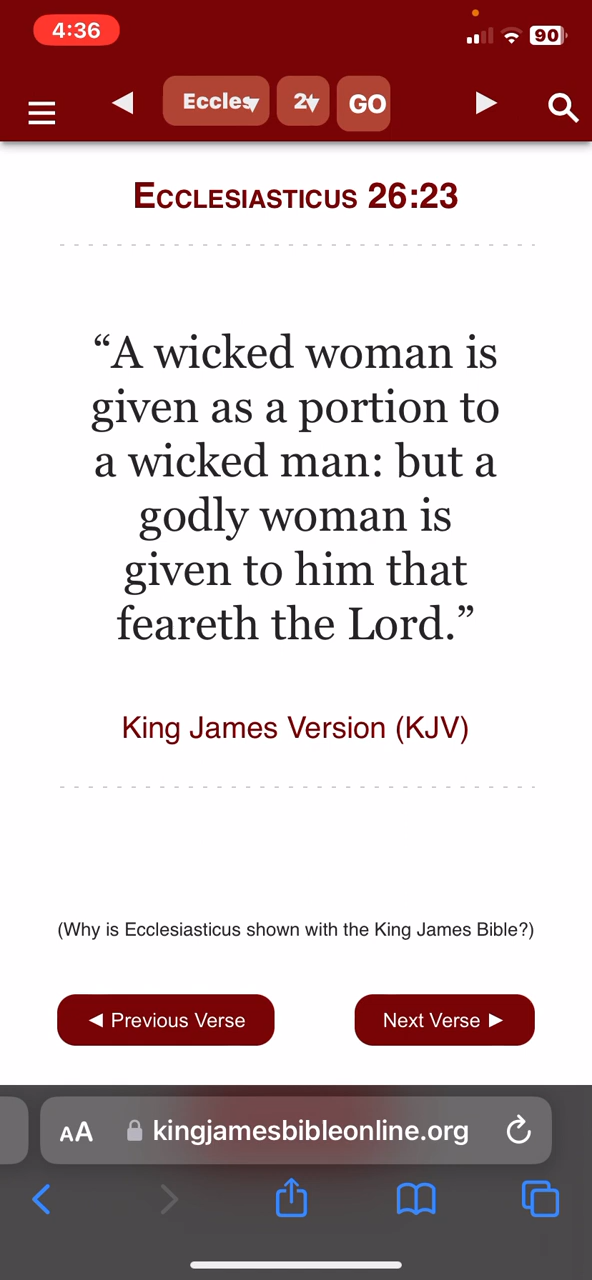 4:36
90
Eccles
2
GO
Ecclesiasticus 26:23
“A wicked woman is
given as a portion to
a wicked man: but a
godly woman is
given to him that
feareth the Lord.”
King James Version (KJV)
(Why is Ecclesiasticus shown with the King James Bible?)
◄ Previous Verse
Next Verse ►
AA
kingjamesbibleonline.org